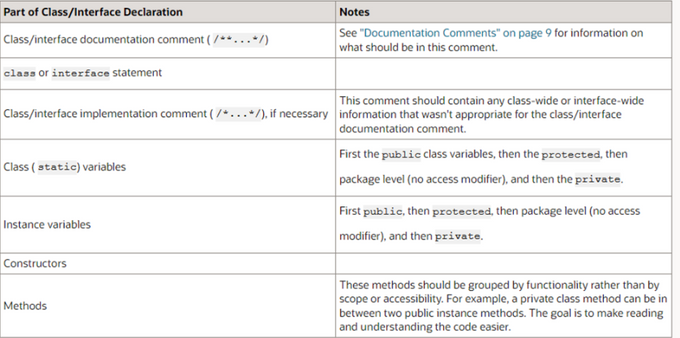 Part of Class/Interface Declaration
Notes
Class/interface documentation comment ( /**...*/)
See "Documentation Comments" on page 9 for information on
what should be in this comment.
class or interface statement
Class/interface implementation comment ( /*...*/), if necessary
This comment should contain any class-wide or interface-wide
information that wasn't appropriate for the class/interface
documentation comment.
Class ( static) variables
First the public class variables, then the protected, then
package level (no access modifier), and then the private.
Instance variables
First public, then protected, then package level (no access
modifier), and then private.
Constructors
Methods
These methods should be grouped by functionality rather than by
scope or accessibility. For example, a private class method can be in
between two public instance methods. The goal is to make reading
and understanding the code easier.